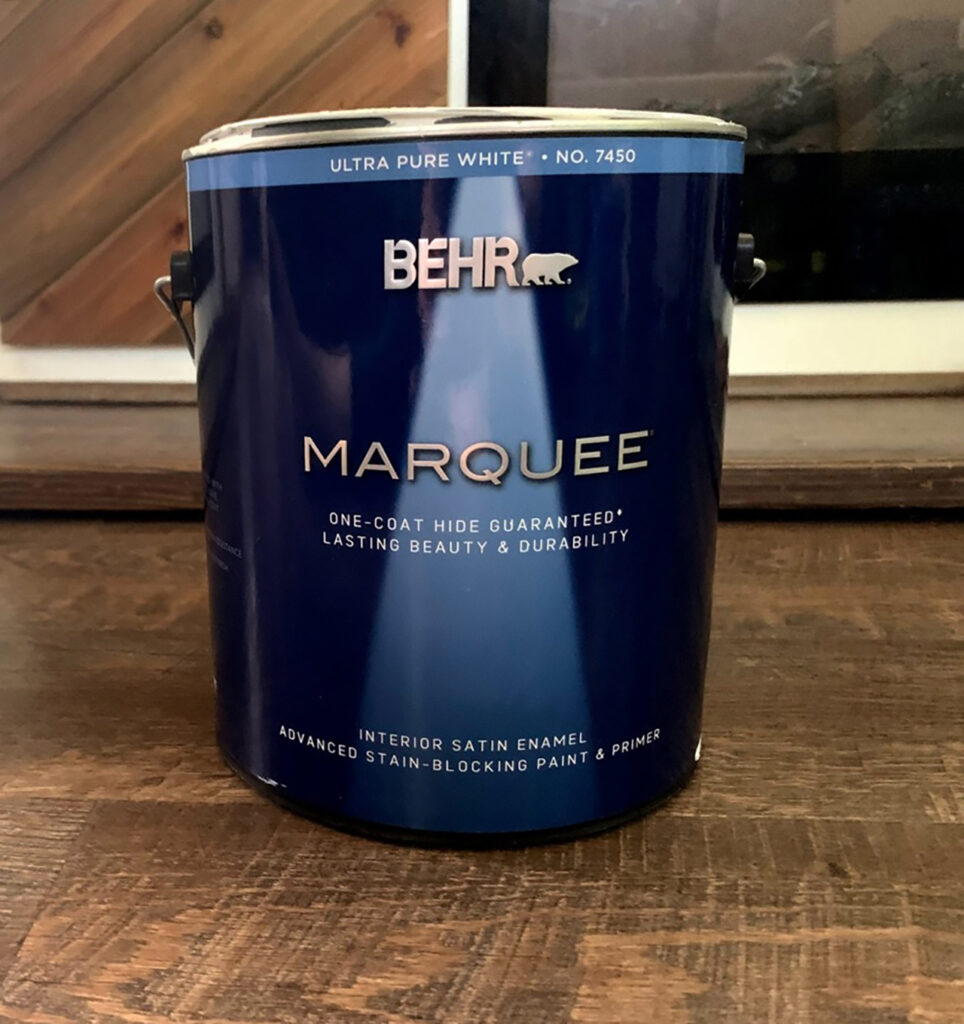 ULTRA PURE WHITE® • NO. 7450
BEHR
MARQUEE®
ONE-COAT HIDE GUARANTEED♦
LASTING BEAUTY & DURABILITY
INTERIOR SATIN ENAMEL
ADVANCED STAIN-BLOCKING PAINT & PRIMER